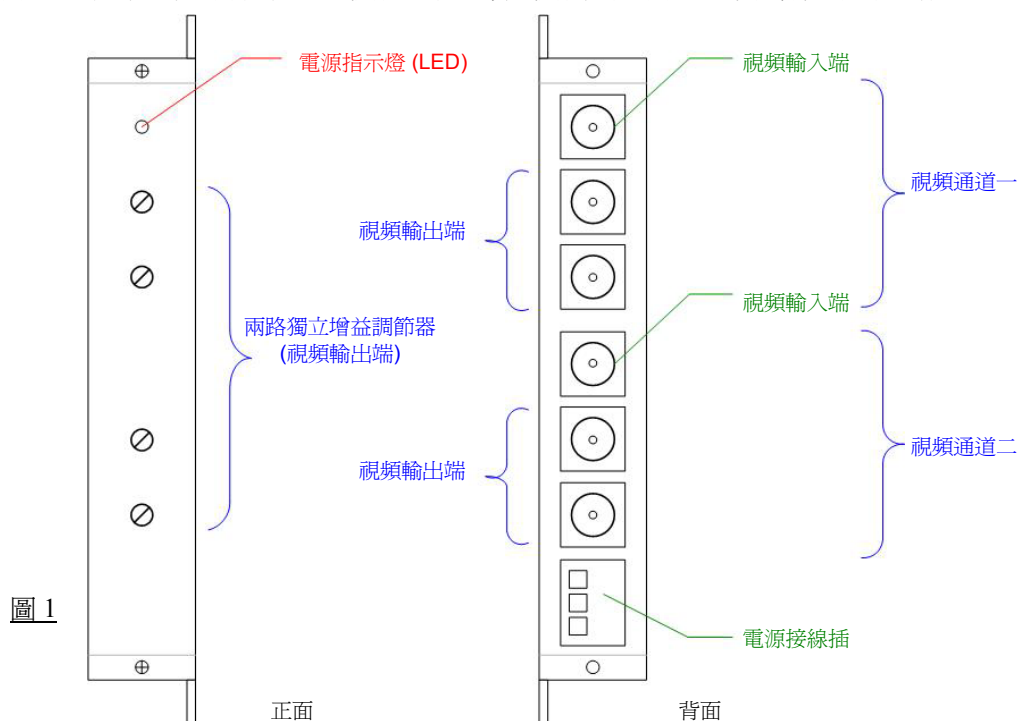 電源指示燈 (LED)
視頻輸入端
視頻通道一
視頻輸出端
視頻輸入端
兩路獨立增益調節器
(視頻輸出端)
視頻通道二
視頻輸出端
圖 1
電源接線插
正面
背面